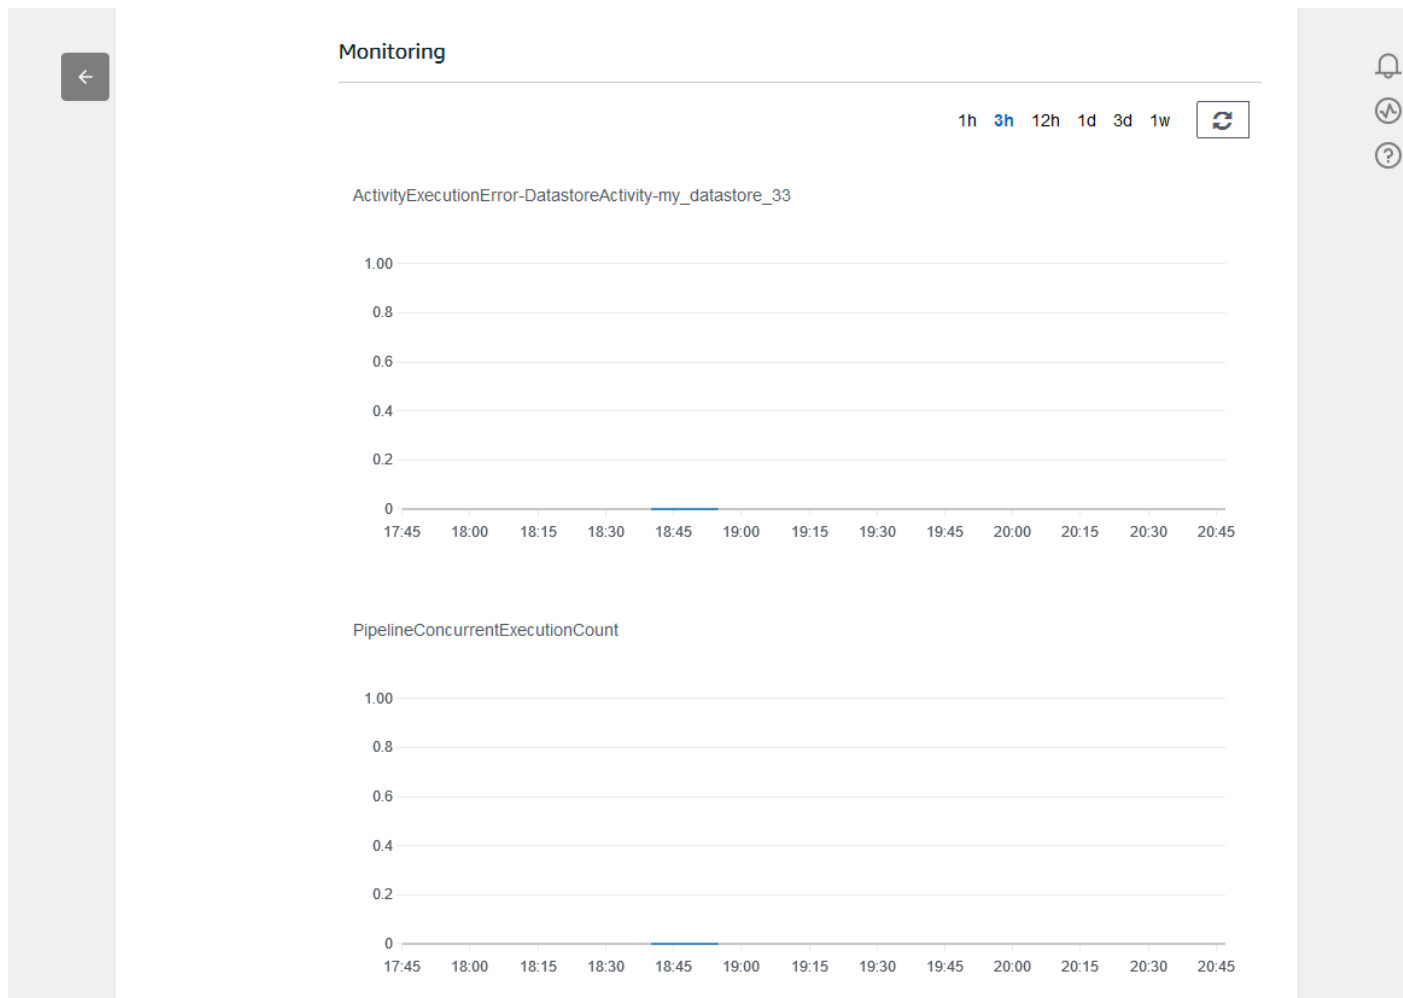 Monitoring
1h 3h 12h 1d 3d 1w
ActivityExecutionError-DatastoreActivity-my_datastore_33
1.00
0.8
0.6
0.4
0.2
0
17:45 18:00 18:15 18:30 18:45 19:00 19:15 19:30 19:45 20:00 20:15 20:30 20:45
PipelineConcurrentExecutionCount
1.00
0.8
0.6
0.4
0.2
0
17:45 18:00 18:15 18:30 18:45 19:00 19:15 19:30 19:45 20:00 20:15 20:30 20:45